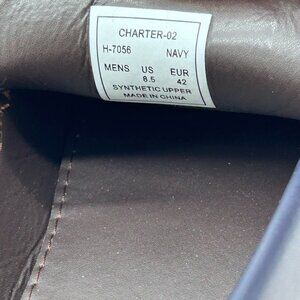 CHARTER-02
H-7056 NAVY
MENS US EUR
8.5 42
SYNTHETIC UPPER
MADE IN CHINA